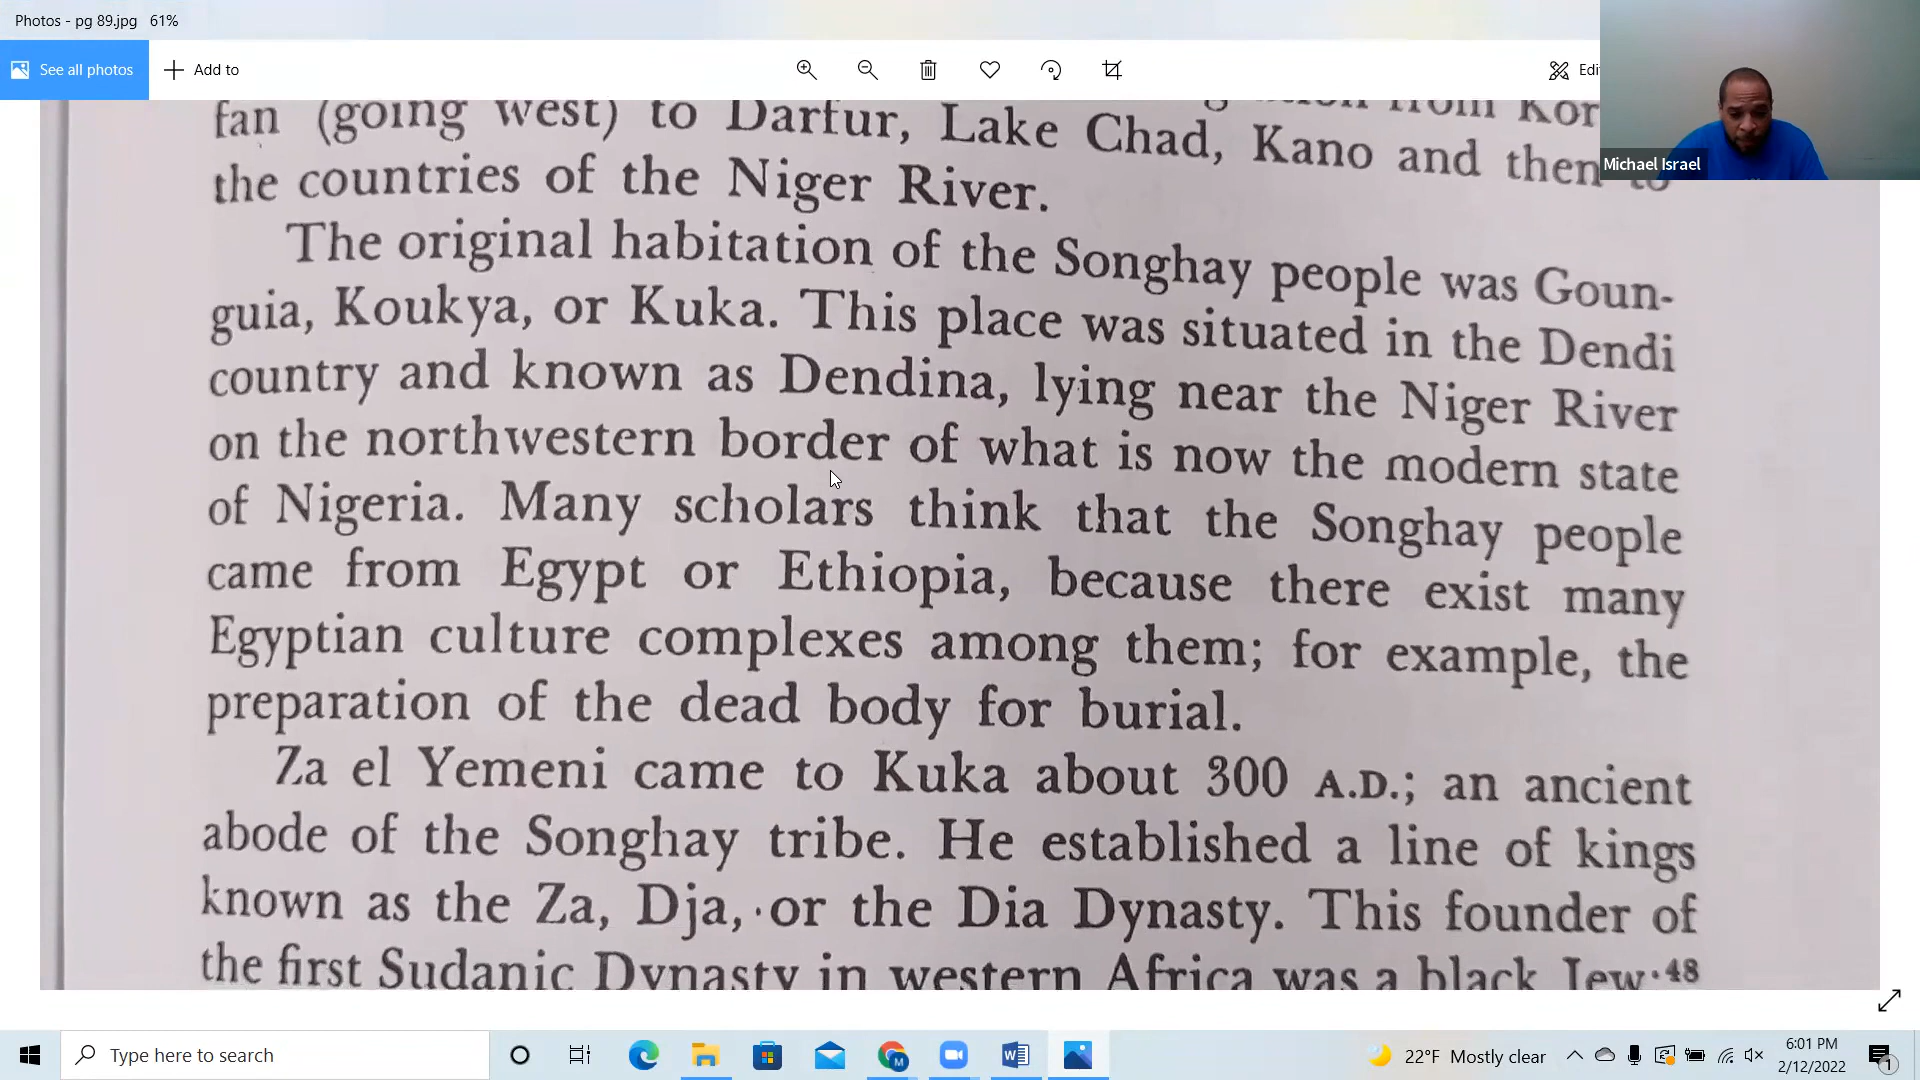 Photos - pg 89.jpg 61%
See all photos
Add to
Michael Israel
from Kor
fan (going west) to Darfur, Lake Chad, Kano and then to
the countries of the Niger River.
The original habitation of the Songhay people was Goun-
guia, Koukya, or Kuka. This place was situated in the Dendi
country and known as Dendina, lying near the Niger River
on the northwestern border of what is now the modern state
of Nigeria. Many scholars think that the Songhay people
came from Egypt or Ethiopia, because there exist many
Egyptian culture complexes among them; for example, the
preparation of the dead body for burial.
Za el Yemeni came to Kuka about 300 A.D.; an ancient
abode of the Songhay tribe. He established a line of kings
known as the Za, Dja, or the Dia Dynasty. This founder of
the first Sudanic Dynasty in western Africa was a black Jew.48
Type here to search
22°F Mostly clear
6:01 PM
2/12/2022
1